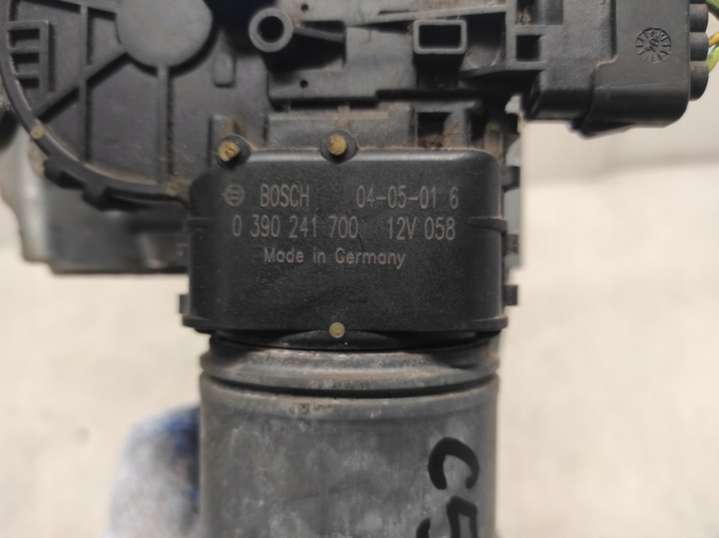 BOSCH 04-05-01 6
0 390 241 700 12V 058
Made in Germany
C5